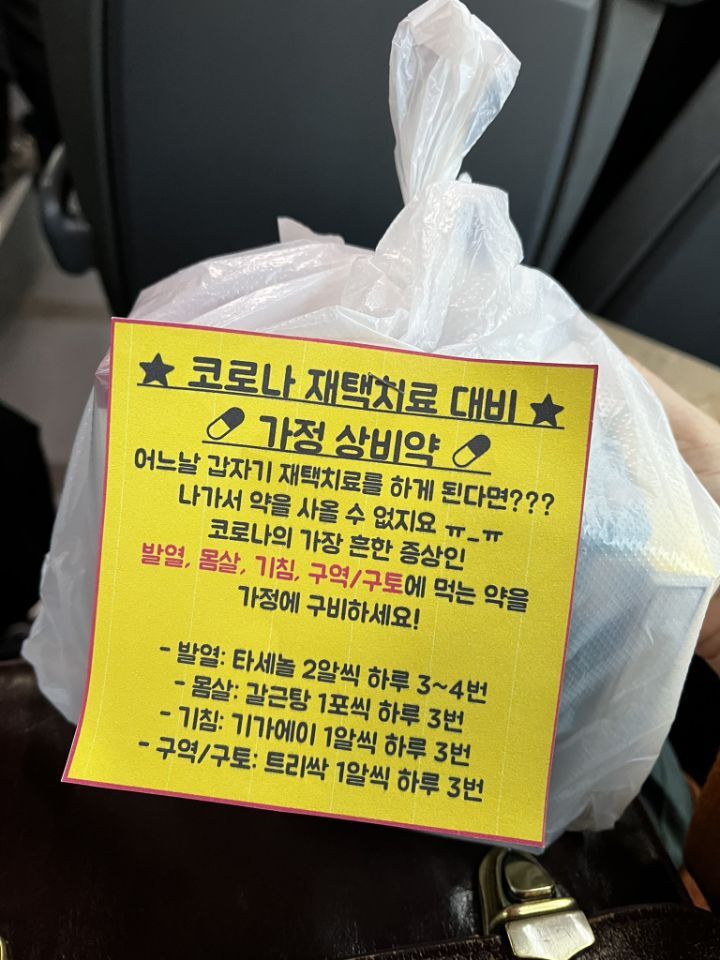 ★ 코로나 재택치료 대비 ★
가정 상비약
어느날 갑자기 재택치료를 하게 된다면???
나가서 약을 사올 수 없지요 ㅠ_ㅠ
코로나의 가장 흔한 증상인
발열, 몸살, 기침, 구역/구토에 먹는 약을
가정에 구비하세요!
- 발열: 타세놀 2알씩 하루 3~4번
- 몸살: 갈근탕 1포씩 하루 3번
- 기침: 기가에이 1알씩 하루 3번
- 구역/구토: 트리싹 1알씩 하루 3번